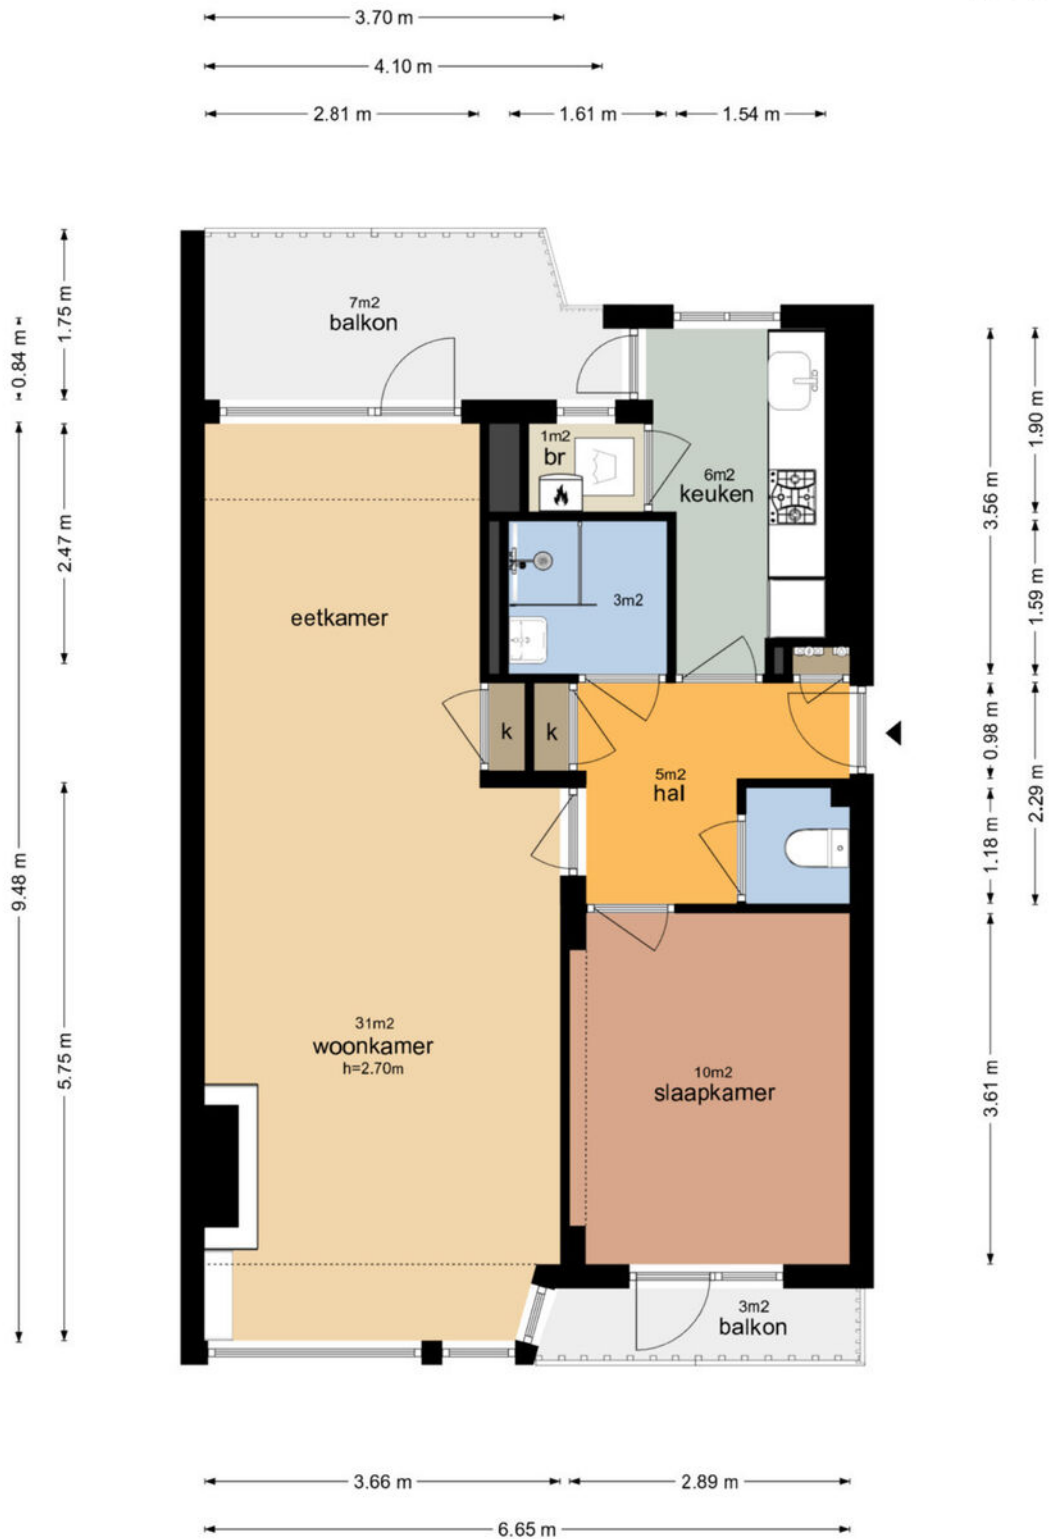 3.70 m
4.10 m
2.81 m
1.61 m
1.54 m
0.84 m
1.75 m
7m2
balkon
1m2
br
6m2
keuken
1.90 m
3.56 m
2.47 m
eetkamer
3m2
1.59 m
k
k
5m2
hal
0.98 m
2.29 m
1.18 m
9.48 m
5.75 m
31m2
woonkamer
h=2.70m
10m2
slaapkamer
3.61 m
3m2
balkon
3.66 m
2.89 m
6.65 m